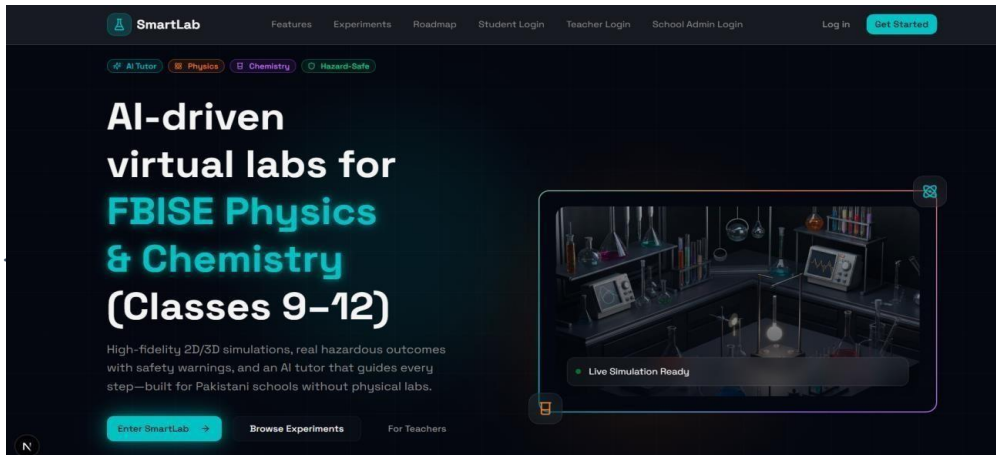 SmartLab
Features Experiments Roadmap Student Login Teacher Login School Admin Login Log in Get Started
AI Tutor Physics Chemistry Hazard-Safe
AI-driven
virtual labs for
FBISE Physics
& Chemistry
(Classes 9–12)
High-fidelity 2D/3D simulations, real hazardous outcomes
with safety warnings, and an AI tutor that guides every
step—built for Pakistani schools without physical labs.
Live Simulation Ready
Enter SmartLab → Browse Experiments For Teachers
N